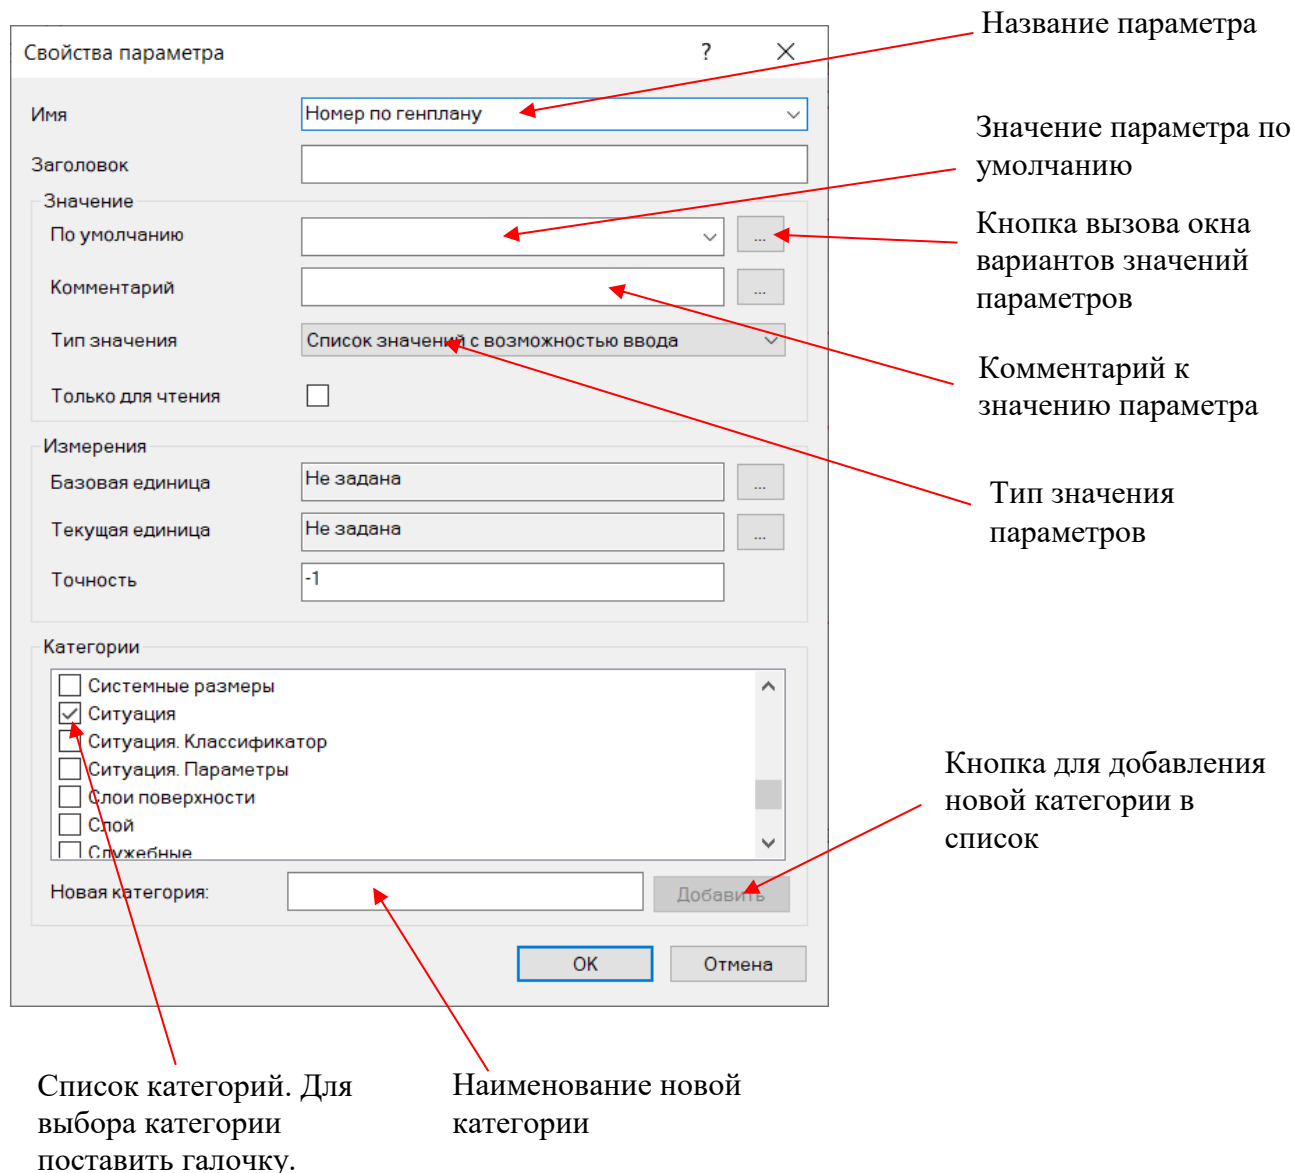 Название параметра
Свойства параметра ?
Имя Номер по генплану
Значение параметра по
умолчанию
Заголовок
Значение
По умолчанию ...
Кнопка вызова окна
вариантов значений
параметров
Комментарий ...
Тип значения Список значений с возможностью ввода
Комментарий к
значению параметра
Только для чтения
Измерения
Базовая единица Не задана ...
Тип значения
параметров
Текущая единица Не задана ...
Точность -1
Категории
Системные размеры
Ситуация
Ситуация. Классификатор
Ситуация. Параметры
Слои поверхности
Слой
Служебные
Кнопка для добавления
новой категории в
список
Новая категория: Добавить
OK Отмена
Список категорий. Для
выбора категории
поставить галочку.
Наименование новой
категории